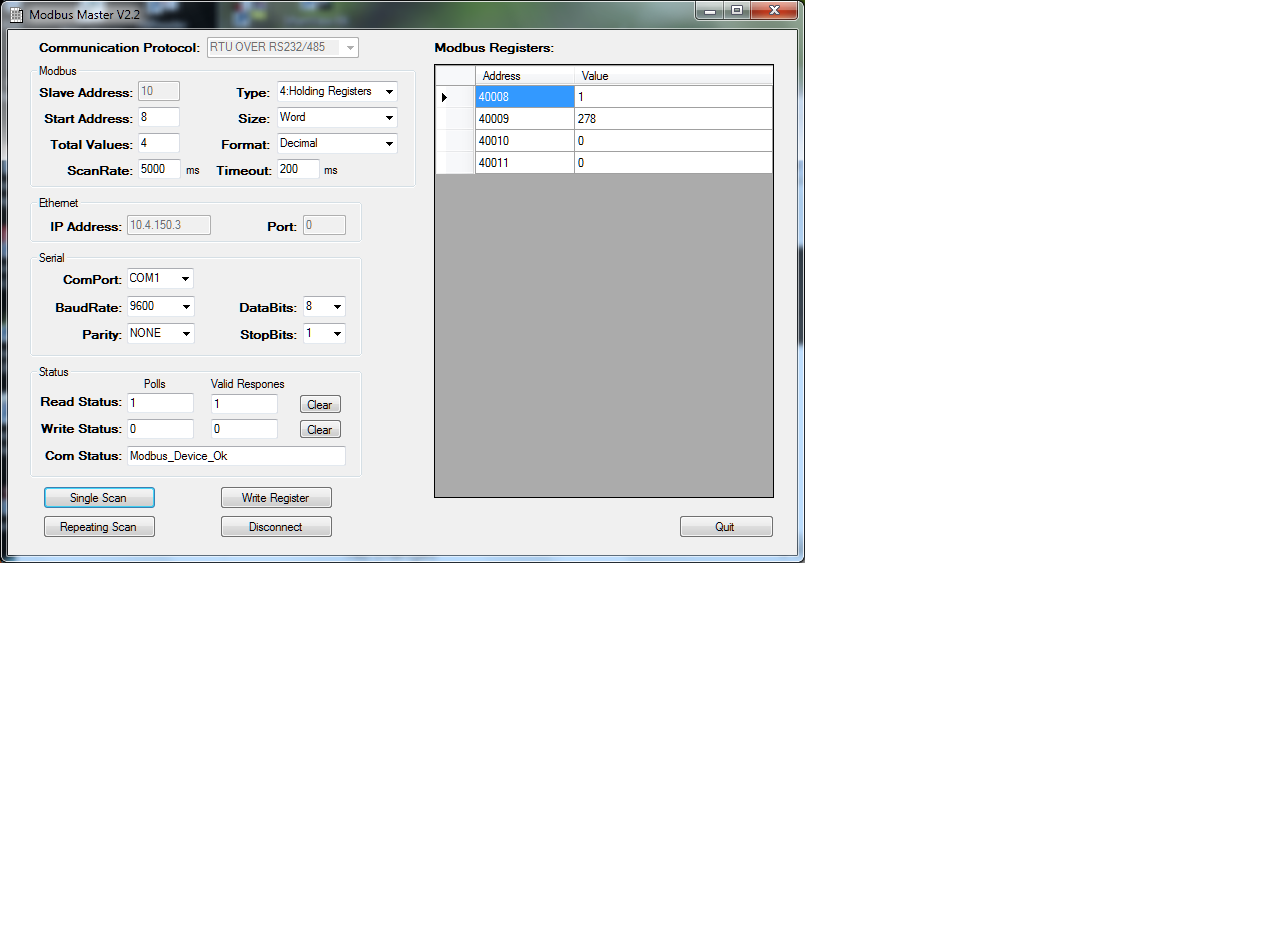 Modbus Master V2.2
Communication Protocol: RTU OVER RS232/485
Modbus
Slave Address: 10 Type: 4:Holding Registers
Start Address: 8 Size: Word
Total Values: 4 Format: Decimal
ScanRate: 5000 ms Timeout: 200 ms
Ethernet
IP Address: 10.4.150.3 Port: 0
Serial
ComPort: COM1
BaudRate: 9600 DataBits: 8
Parity: NONE StopBits: 1
Status
Polls Valid Respones
Read Status: 1 1 Clear
Write Status: 0 0 Clear
Com Status: Modbus_Device_Ok
Single Scan Write Register
Repeating Scan Disconnect
Modbus Registers:
Address Value
40008 1
40009 278
40010 0
40011 0
Quit